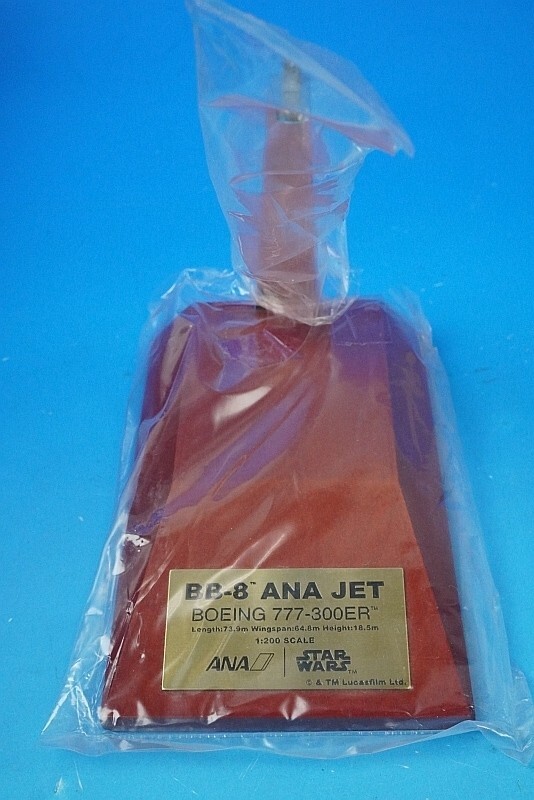 BB-8™ ANA JET
BOEING 777-300ER™
Length:73.9m Wingspan:64.8m Height:18.5m
1:200 SCALE
ANA STAR WARS™
© & TM Lucasfilm Ltd.